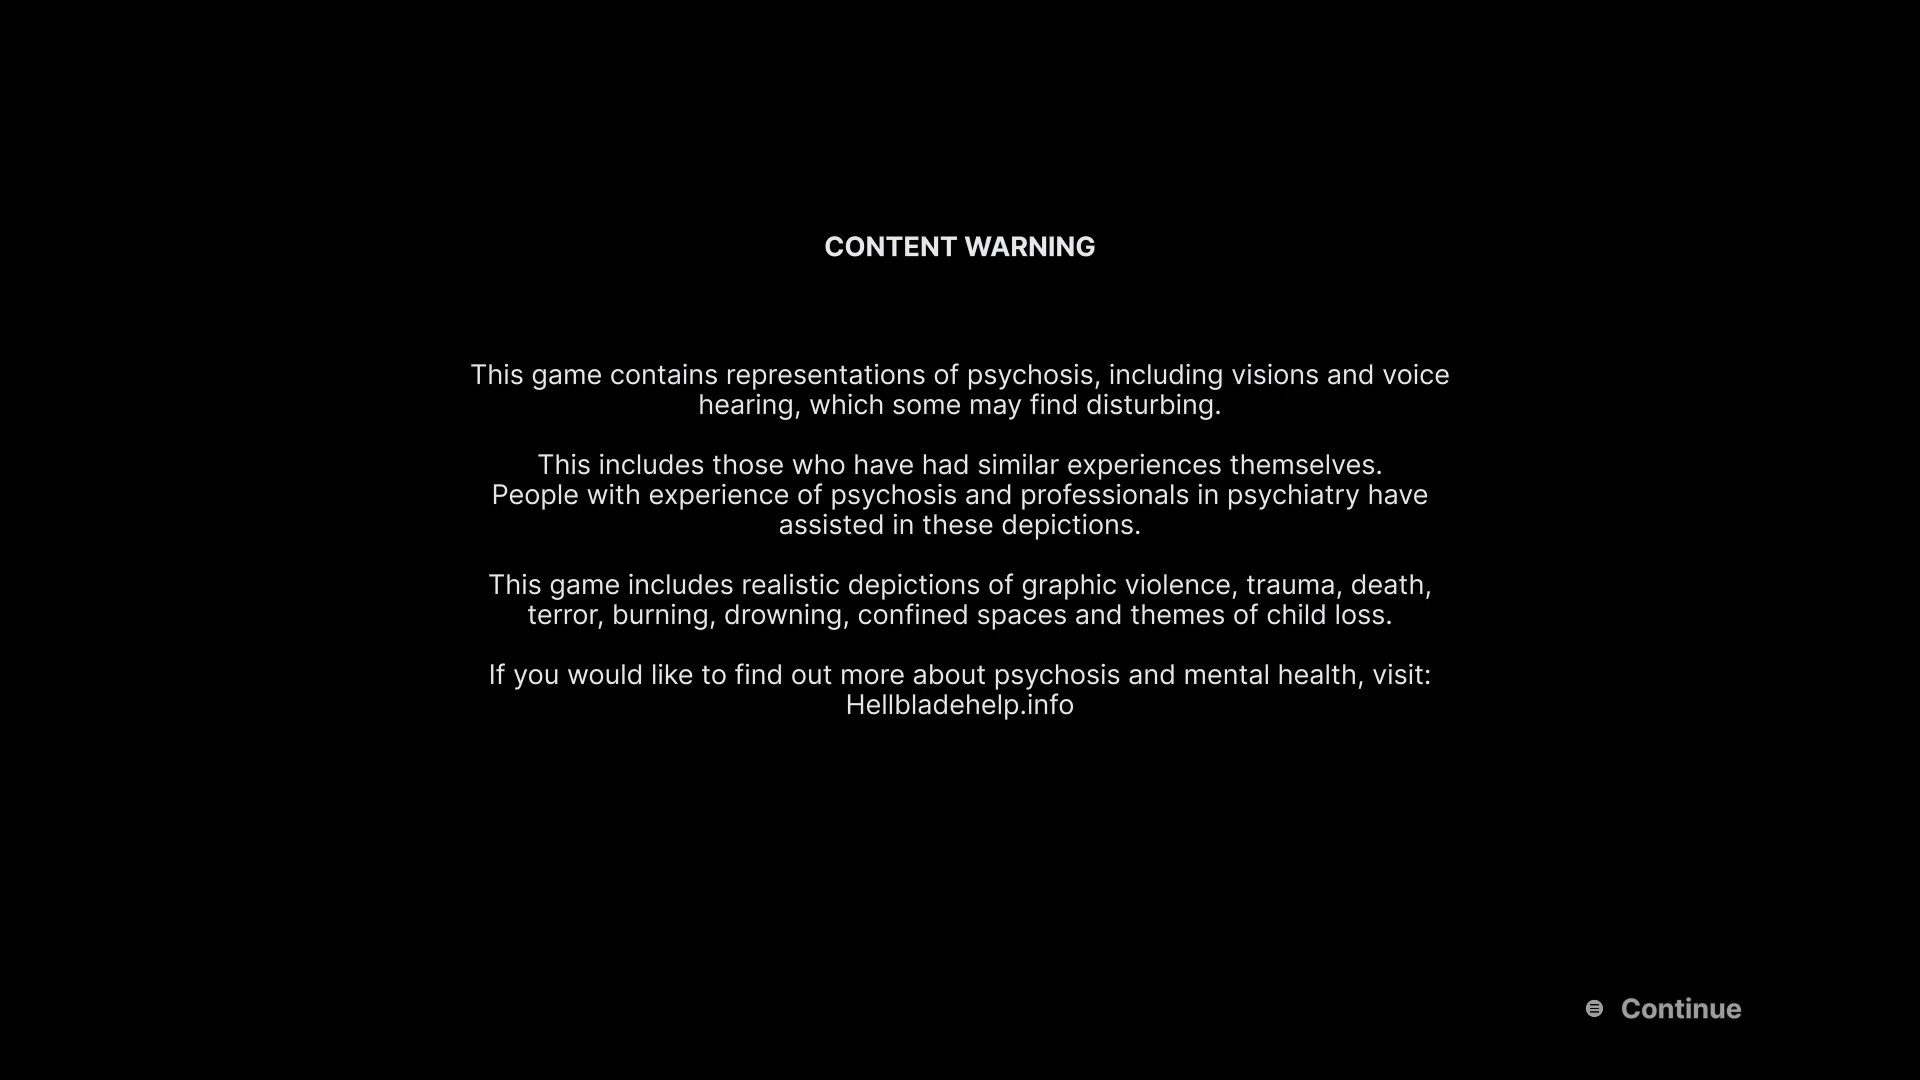 CONTENT WARNING
This game contains representations of psychosis, including visions and voice
hearing, which some may find disturbing.
This includes those who have had similar experiences themselves.
People with experience of psychosis and professionals in psychiatry have
assisted in these depictions.
This game includes realistic depictions of graphic violence, trauma, death,
terror, burning, drowning, confined spaces and themes of child loss.
If you would like to find out more about psychosis and mental health, visit:
Hellbladehelp.info
Continue